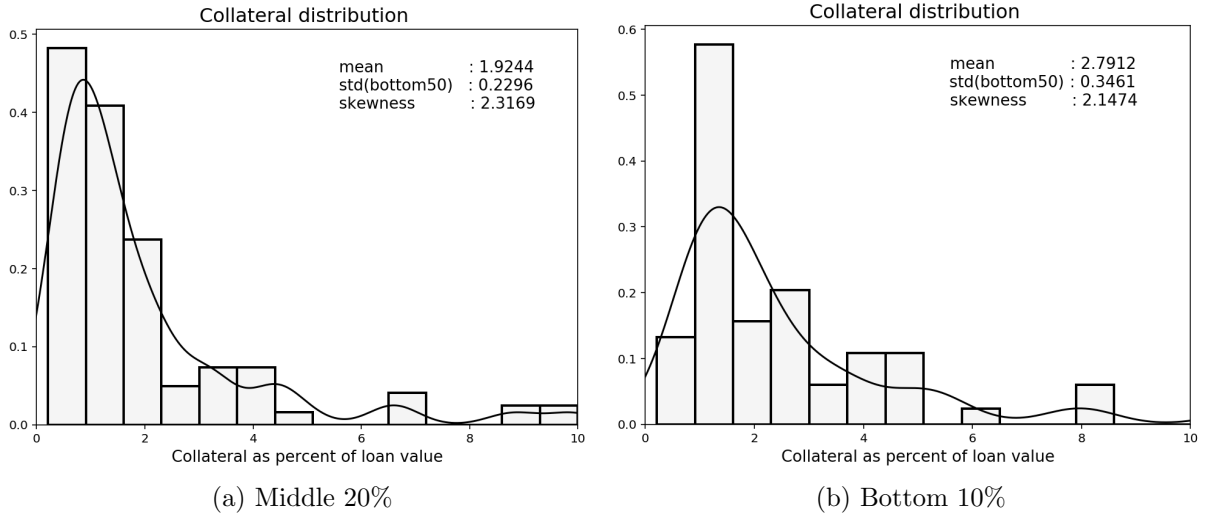 Collateral distribution
mean : 1.9244
std(bottom50) : 0.2296
skewness : 2.3169
0.5
0.4
0.3
0.2
0.1
0.0
0 2 4 6 8 10
Collateral as percent of loan value
(a) Middle 20%
Collateral distribution
mean : 2.7912
std(bottom50) : 0.3461
skewness : 2.1474
0.6
0.5
0.4
0.3
0.2
0.1
0.0
0 2 4 6 8 10
Collateral as percent of loan value
(b) Bottom 10%